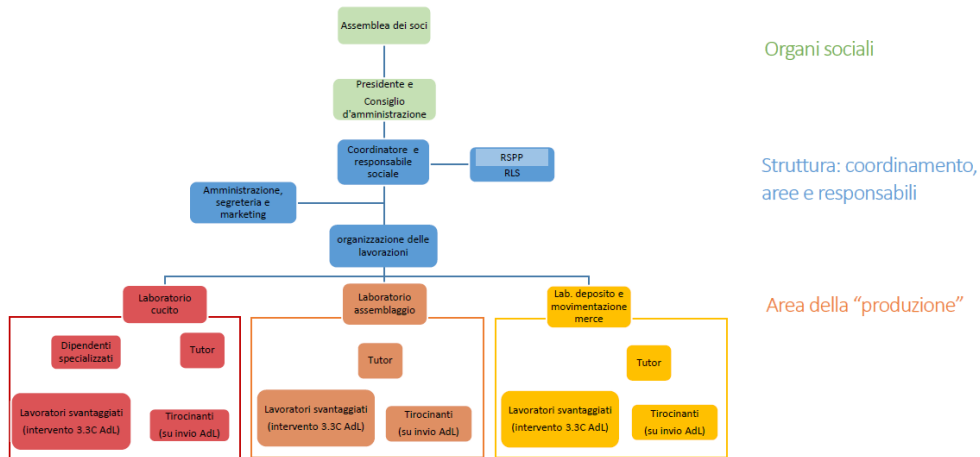 Assemblea dei soci
Organi sociali
Presidente e
Consiglio
d'amministrazione
Coordinatore e
responsabile
sociale
RSPP
RLS
Struttura: coordinamento,
aree e responsabili
Amministrazione,
segreteria e
marketing
organizzazione delle
lavorazioni
Area della “produzione”
Laboratorio
cucito
Dipendenti
specializzati
Tutor
Lavoratori svantaggiati
(intervento 3.3C AdL)
Tirocinanti
(su invio AdL)
Laboratorio
assemblaggio
Tutor
Lavoratori svantaggiati
(intervento 3.3C AdL)
Tirocinanti
(su invio AdL)
Lab. deposito e
movimentazione
merce
Tutor
Lavoratori svantaggiati
(intervento 3.3C AdL)
Tirocinanti
(su invio AdL)